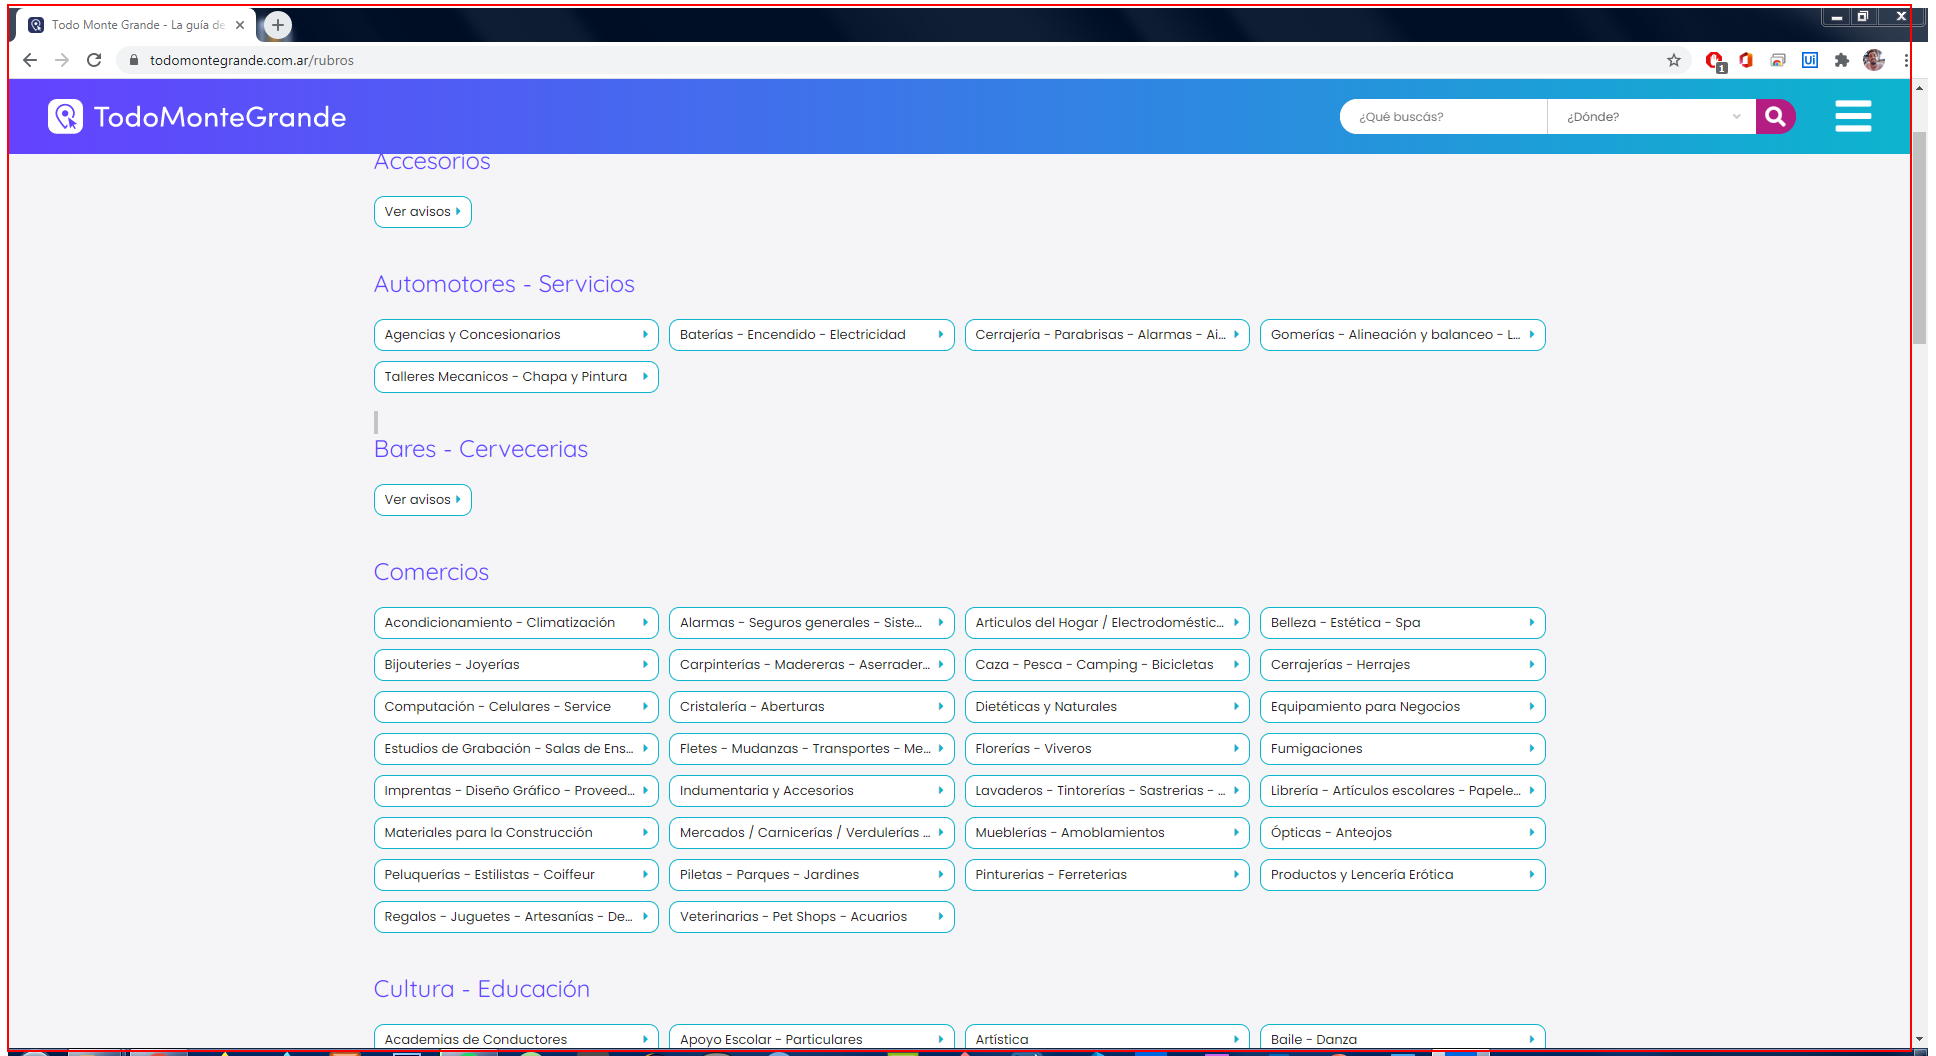 Todo Monte Grande - La guía de
todomontegrande.com.ar/rubros
1
Ui
TodoMonteGrande
¿Qué buscás?
¿Dónde?
Accesorios
Ver avisos
Automotores - Servicios
Agencias y Concesionarios
Baterías - Encendido - Electricidad
Cerrajería - Parabrisas - Alarmas - Ai...
Gomerías - Alineación y balanceo - L...
Talleres Mecanicos - Chapa y Pintura
Bares - Cervecerias
Ver avisos
Comercios
Acondicionamiento - Climatización
Alarmas - Seguros generales - Siste...
Articulos del Hogar / Electrodoméstic...
Belleza - Estética - Spa
Bijouteries - Joyerías
Carpinterías - Madereras - Aserrader...
Caza - Pesca - Camping - Bicicletas
Cerrajerías - Herrajes
Computación - Celulares - Service
Cristalería - Aberturas
Dietéticas y Naturales
Equipamiento para Negocios
Estudios de Grabación - Salas de Ens...
Fletes - Mudanzas - Transportes - Me...
Florerías - Viveros
Fumigaciones
Imprentas - Diseño Gráfico - Proveed...
Indumentaria y Accesorios
Lavaderos - Tintorerías - Sastrerias - ...
Librería - Artículos escolares - Papele...
Materiales para la Construcción
Mercados / Carnicerías / Verdulerías ...
Mueblerías - Amoblamientos
Ópticas - Anteojos
Peluquerías - Estilistas - Coiffeur
Piletas - Parques - Jardines
Pinturerias - Ferreterias
Productos y Lencería Erótica
Regalos - Juguetes - Artesanías - De...
Veterinarias - Pet Shops - Acuarios
Cultura - Educación
Academias de Conductores
Apoyo Escolar - Particulares
Artística
Baile - Danza